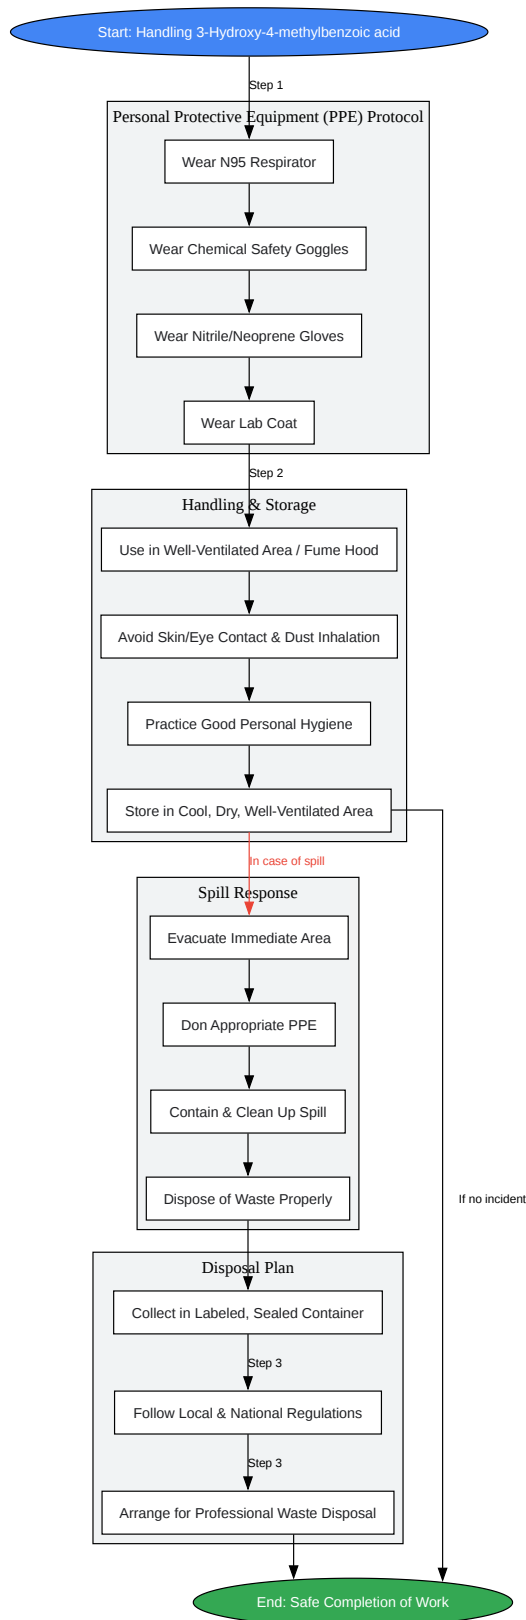 Start: Handling 3-Hydroxy-4-methylbenzoic acid
Step 1
Personal Protective Equipment (PPE) Protocol
Wear N95 Respirator
Wear Chemical Safety Goggles
Wear Nitrile/Neoprene Gloves
Wear Lab Coat
Step 2
Handling & Storage
Use in Well-Ventilated Area / Fume Hood
Avoid Skin/Eye Contact & Dust Inhalation
Practice Good Personal Hygiene
Store in Cool, Dry, Well-Ventilated Area
In case of spill
Spill Response
Evacuate Immediate Area
Don Appropriate PPE
Contain & Clean Up Spill
Dispose of Waste Properly
If no incident
Disposal Plan
Collect in Labeled, Sealed Container
Step 3
Follow Local & National Regulations
Step 3
Arrange for Professional Waste Disposal
End: Safe Completion of Work